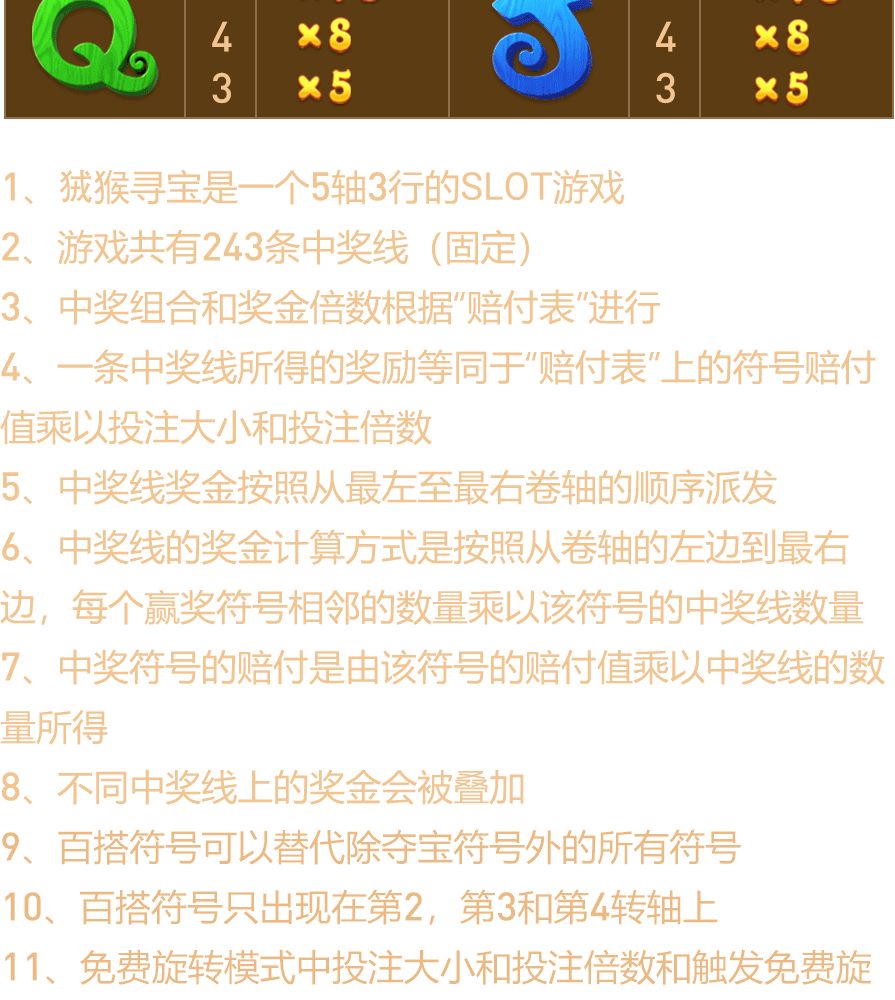 Q 4 ×8 J 4 ×8
3 ×5 3 ×5
1、狨猴寻宝是一个5轴3行的SLOT游戏
2、游戏共有243条中奖线（固定）
3、中奖组合和奖金倍数根据“赔付表”进行
4、一条中奖线所得的奖励等同于“赔付表”上的符号赔付
值乘以投注大小和投注倍数
5、中奖线奖金按照从最左至最右卷轴的顺序派发
6、中奖线的奖金计算方式是按照从卷轴的左边到最右
边，每个赢奖符号相邻的数量乘以该符号的中奖线数量
7、中奖符号的赔付是由该符号的赔付值乘以中奖线的数
量所得
8、不同中奖线上的奖金会被叠加
9、百搭符号可以替代除夺宝符号外的所有符号
10、百搭符号只出现在第2，第3和第4转轴上
11、免费旋转模式中投注大小和投注倍数和触发免费旋